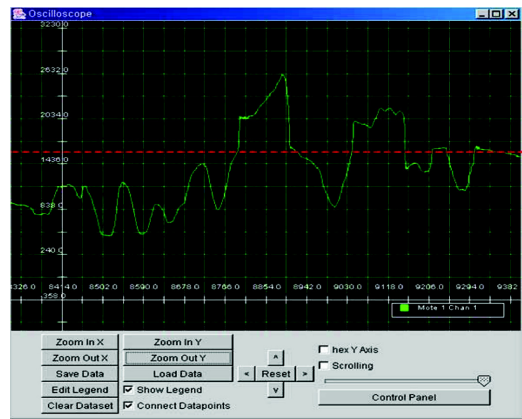 Oscilloscope
3230.0
2632.0
2034.0
1436.0
838.0
240.0
8326.0 8414.0 8502.0 8590.0 8678.0 8766.0 8854.0 8942.0 9030.0 9118.0 9206.0 9294.0 9382
-358.0
Mote 1 Chan 1
Zoom In X Zoom In Y
Zoom Out X Zoom Out Y
Save Data Load Data
Edit Legend Show Legend
Clear Dataset Connect Datapoints
^
< Reset >
v
hex Y Axis
Scrolling
Control Panel